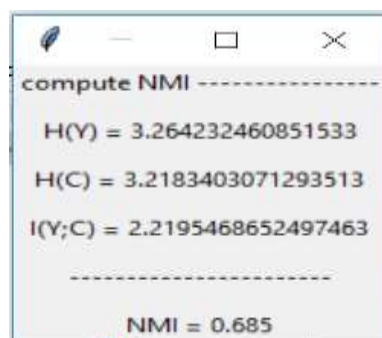 compute NMI ----------------
H(Y) = 3.264232460851533
H(C) = 3.2183403071293513
I(Y;C) = 2.2195468652497463
-----------------------
NMI = 0.685